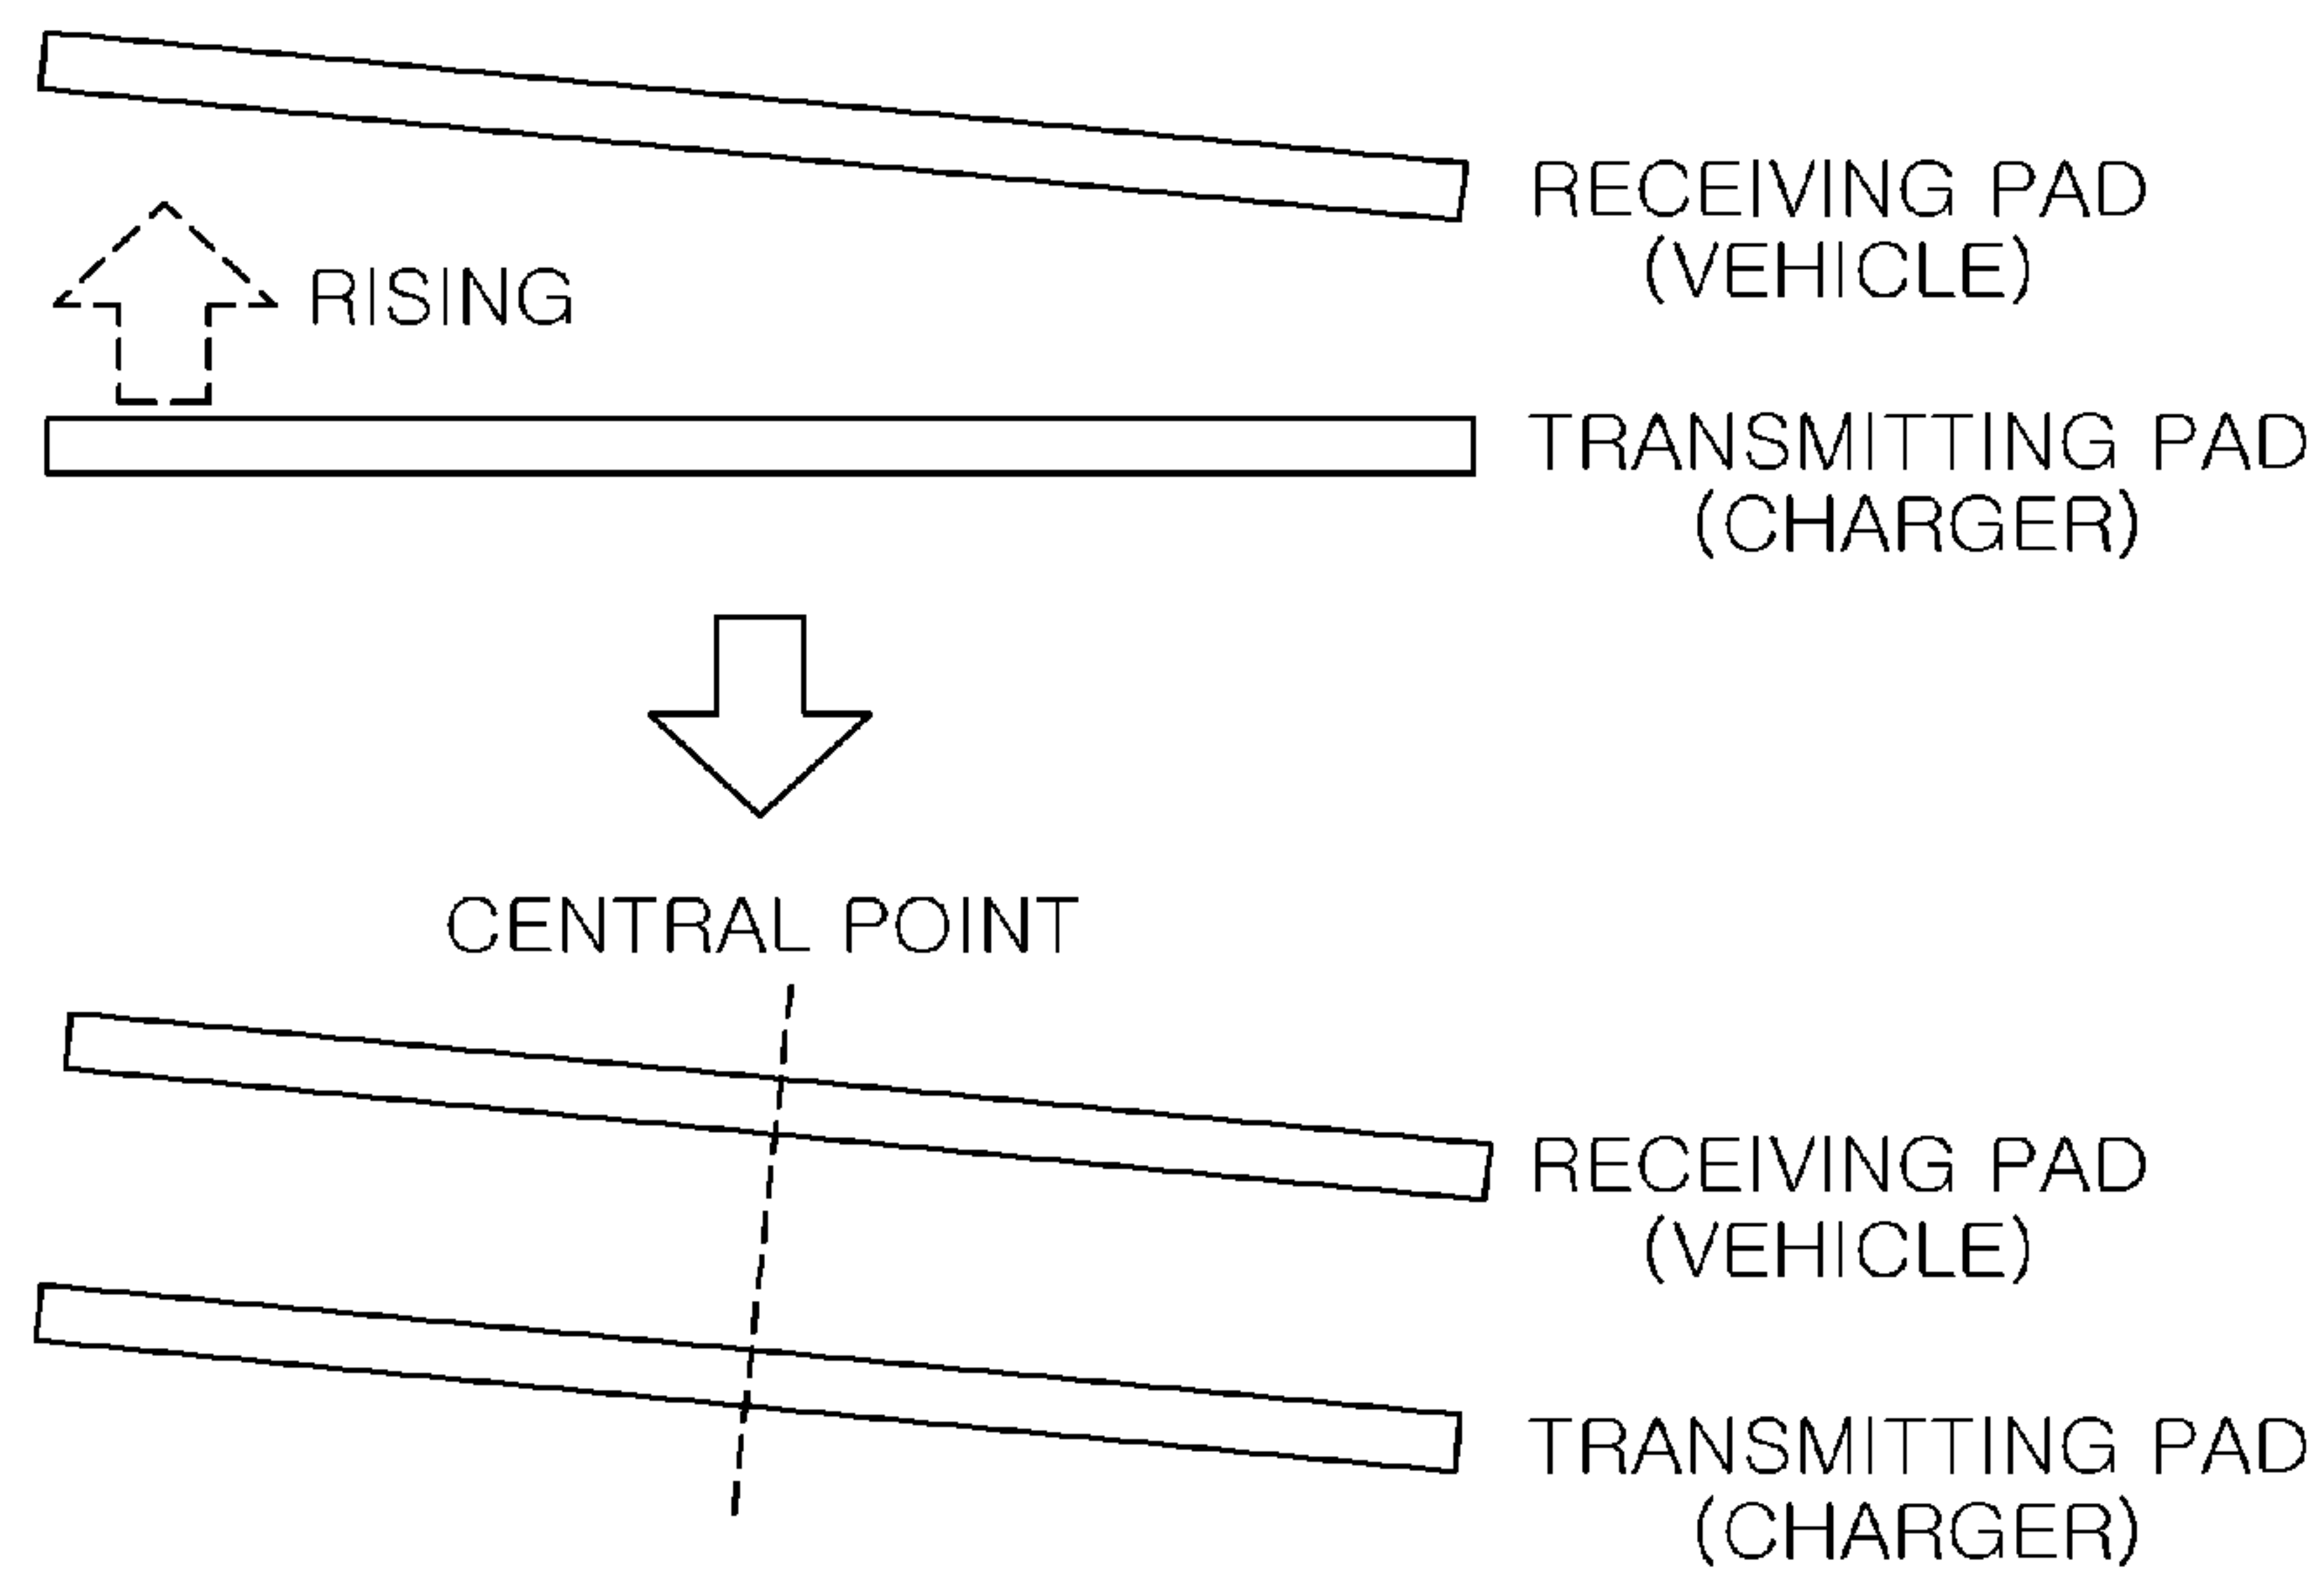 RECEIVING PAD
(VEHICLE)
RISING
TRANSMITTING PAD
(CHARGER)
CENTRAL POINT
RECEIVING PAD
(VEHICLE)
TRANSMITTING PAD
(CHARGER)